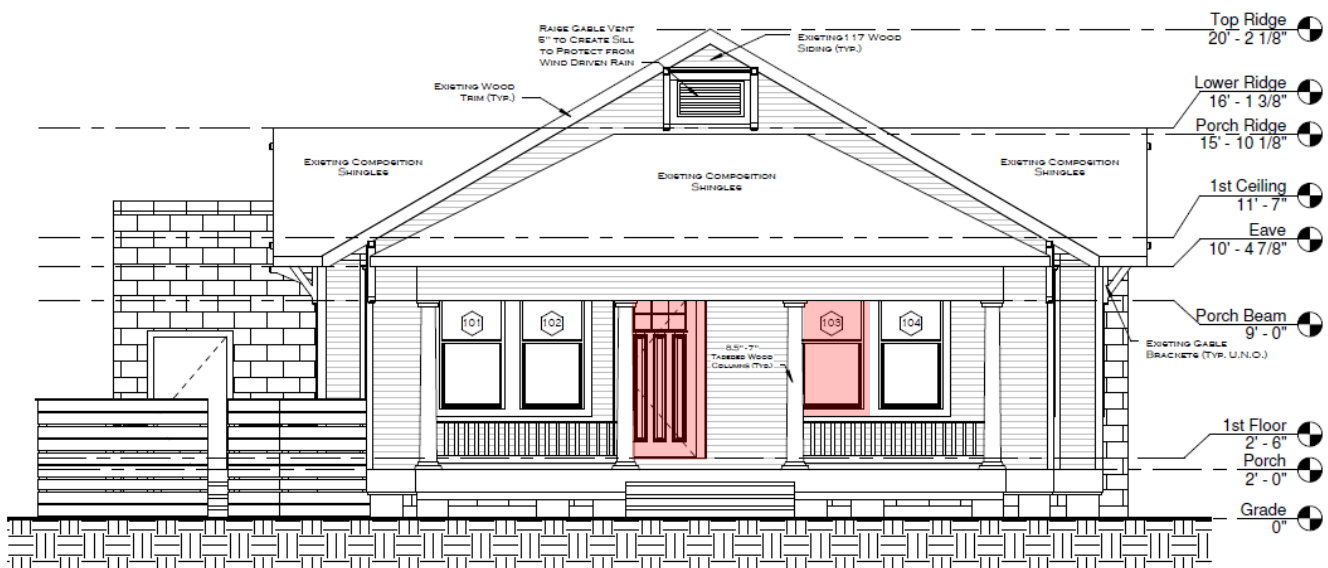 RAISE GABLE VENT
6" TO CREATE SILL
TO PROTECT FROM
WIND DRIVEN RAIN
EXISTING 117 WOOD
SIDING (TYP.)
EXISTING WOOD
TRIM (TYP.)
EXISTING COMPOSITION
SHINGLES
EXISTING COMPOSITION
SHINGLES
EXISTING COMPOSITION
SHINGLES
Top Ridge
20' - 2 1/8"
Lower Ridge
16' - 1 3/8"
Porch Ridge
15' - 10 1/8"
1st Ceiling
11' - 7"
Eave
10' - 4 7/8"
Porch Beam
9' - 0"
EXISTING GABLE
BRACKETS (TYP. U.N.O.)
101
102
103
104
8.5"-7"
TAPERED WOOD
COLUMNS (TYP.)
1st Floor
2' - 6"
Porch
2' - 0"
Grade
0"